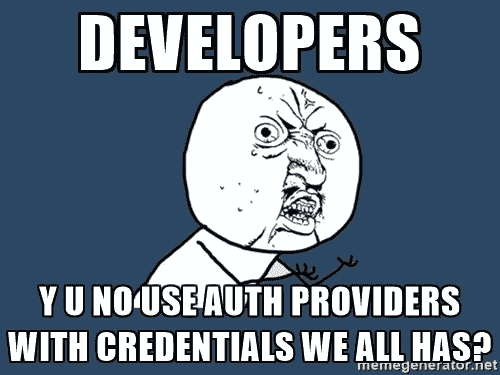 DEVELOPERS
Y U NO USE AUTH PROVIDERS
WITH CREDENTIALS WE ALL HAS?
memegenerator.net